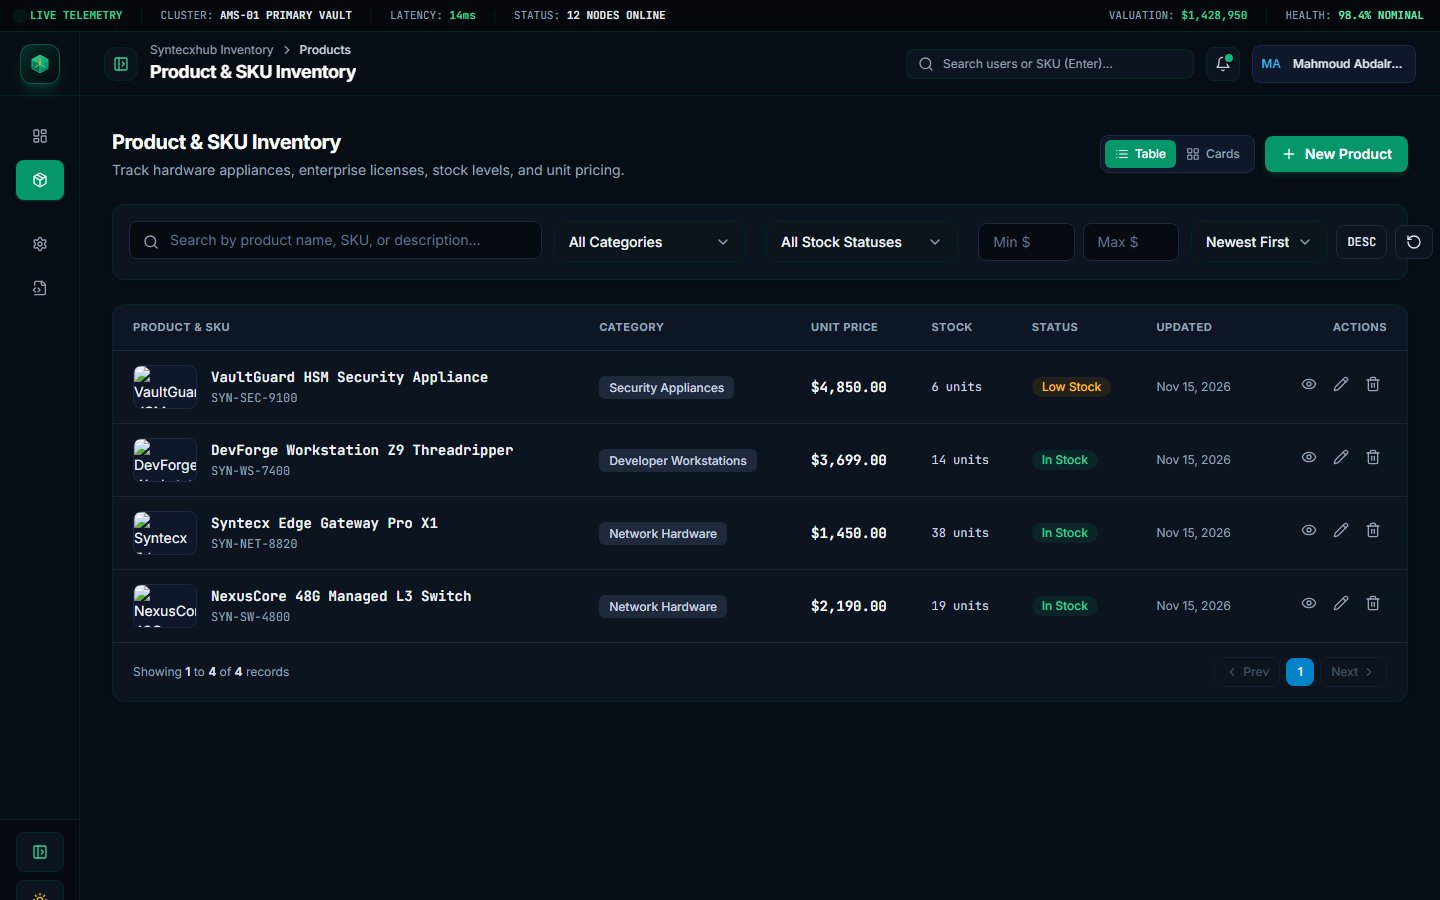 LIVE TELEMETRY
CLUSTER: AMS-01 PRIMARY VAULT
LATENCY: 14ms
STATUS: 12 NODES ONLINE
VALUATION: $1,428,950
HEALTH: 98.4% NOMINAL
Syntecxhub Inventory > Products
Product & SKU Inventory
Search users or SKU (Enter)...
MA Mahmoud Abdalr...
Product & SKU Inventory
Track hardware appliances, enterprise licenses, stock levels, and unit pricing.
Table
Cards
New Product
Search by product name, SKU, or description...
All Categories
All Stock Statuses
Min $
Max $
Newest First
DESC
PRODUCT & SKU CATEGORY UNIT PRICE STOCK STATUS UPDATED ACTIONS
VaultGuar
VaultGuard HSM Security Appliance
SYN-SEC-9100
Security Appliances
$4,850.00
6 units
Low Stock
Nov 15, 2026
DevForge
DevForge Workstation Z9 Threadripper
SYN-WS-7400
Developer Workstations
$3,699.00
14 units
In Stock
Nov 15, 2026
Syntecx
Syntecx Edge Gateway Pro X1
SYN-NET-8820
Network Hardware
$1,450.00
38 units
In Stock
Nov 15, 2026
NexusCor
NexusCore 48G Managed L3 Switch
SYN-SW-4800
Network Hardware
$2,190.00
19 units
In Stock
Nov 15, 2026
Showing 1 to 4 of 4 records
Prev
1
Next